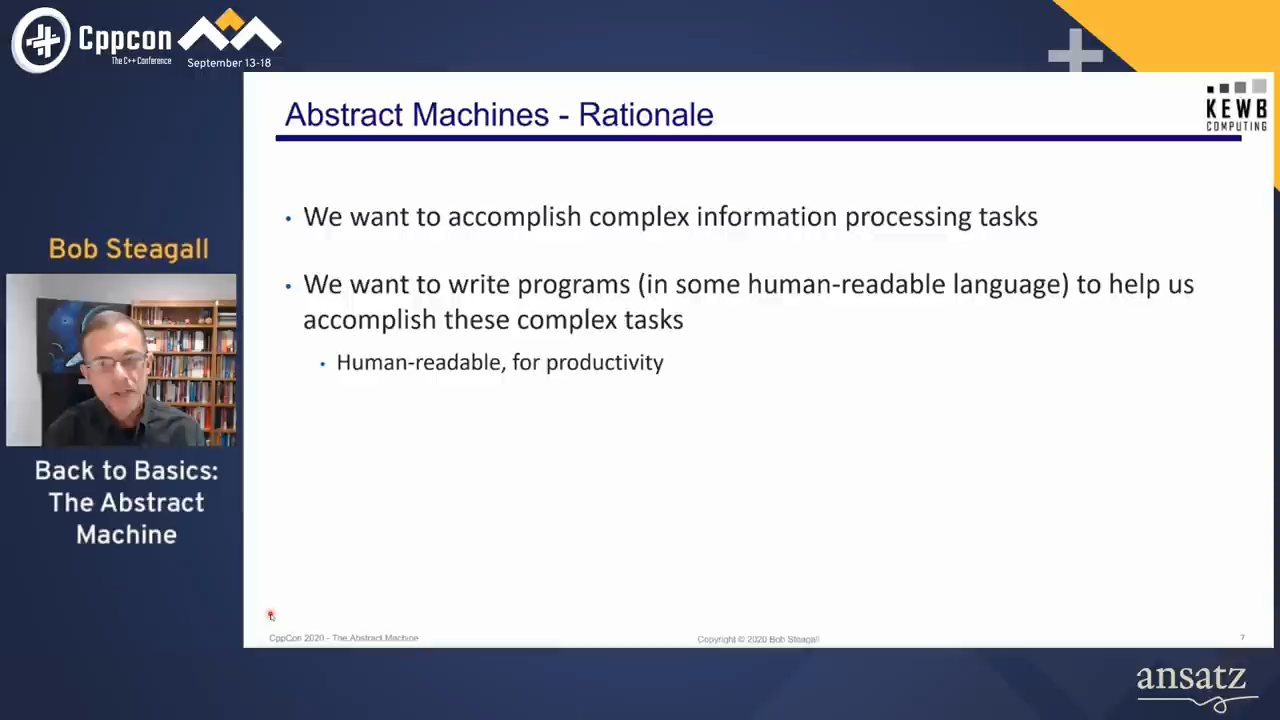 Cppcon
The C++ Conference
September 13-18
Abstract Machines - Rationale
KEWB
COMPUTING
• We want to accomplish complex information processing tasks
• We want to write programs (in some human-readable language) to help us
accomplish these complex tasks
• Human-readable, for productivity
Bob Steagall
Back to Basics:
The Abstract
Machine
CppCon 2020 - The Abstract Machine
Copyright © 2020 Bob Steagall
7
ansatz